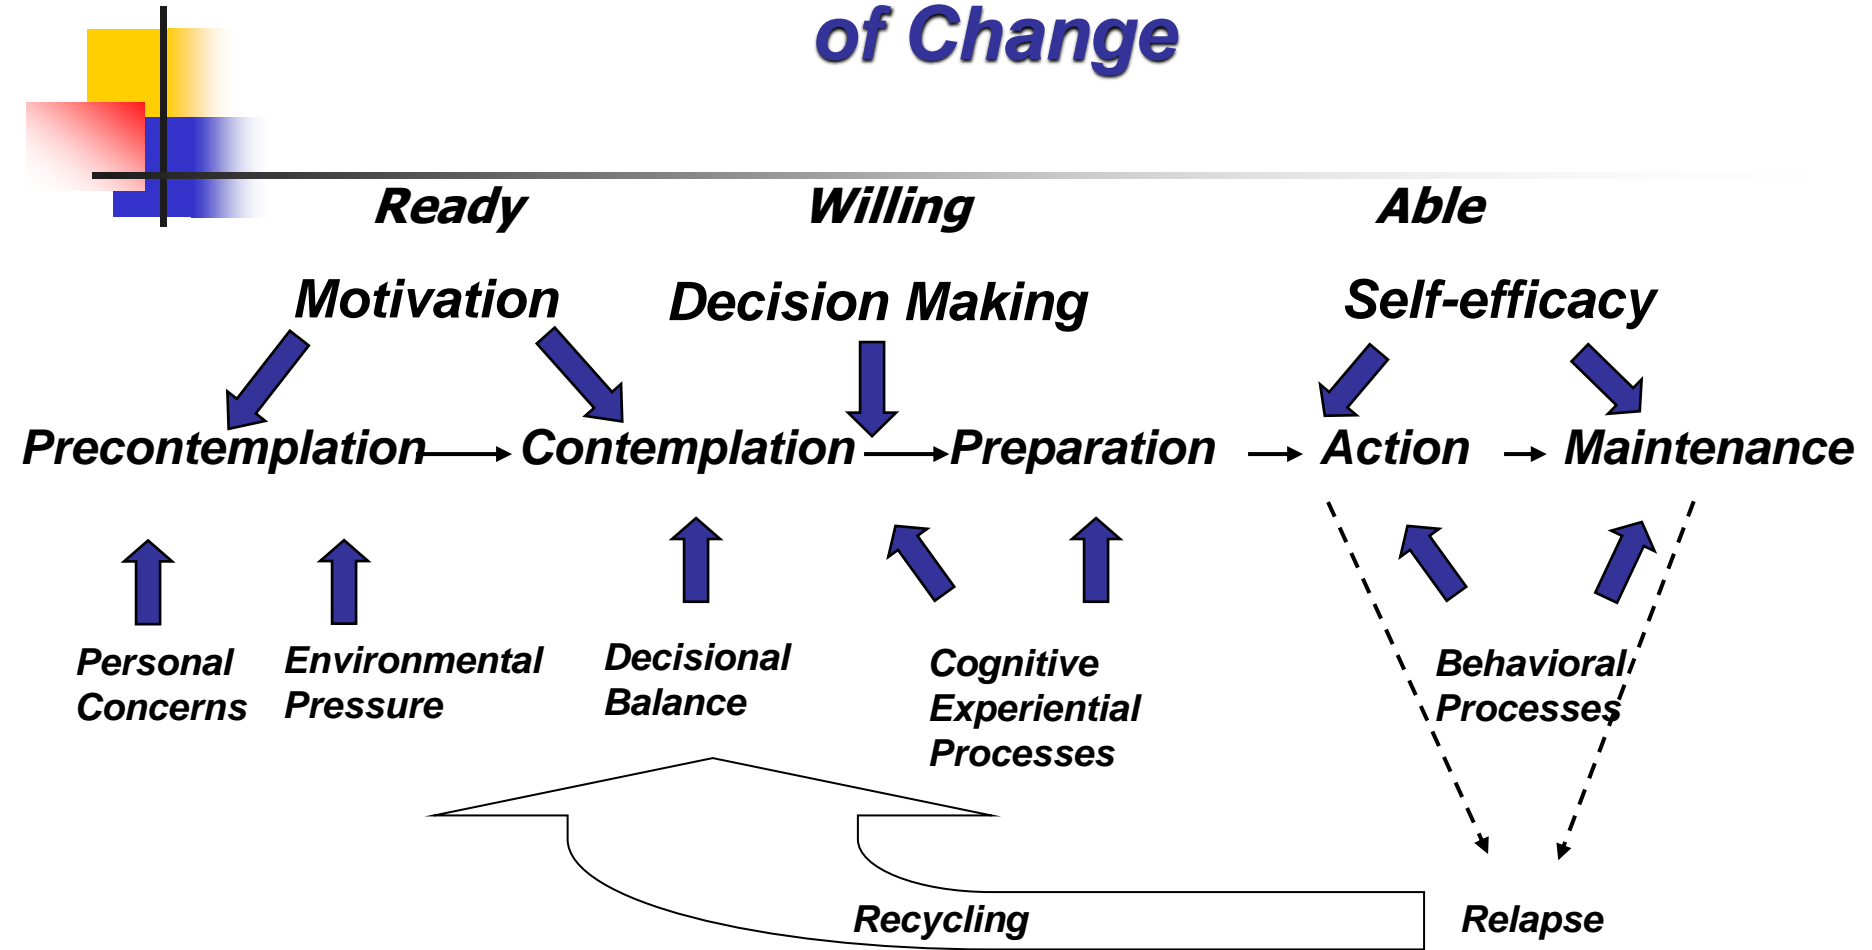 of Change
Ready Willing Able
Motivation Decision Making Self-efficacy
Precontemplation Contemplation Preparation Action Maintenance
Personal
Concerns
Environmental
Pressure
Decisional
Balance
Cognitive
Experiential
Processes
Behavioral
Processes
Recycling Relapse